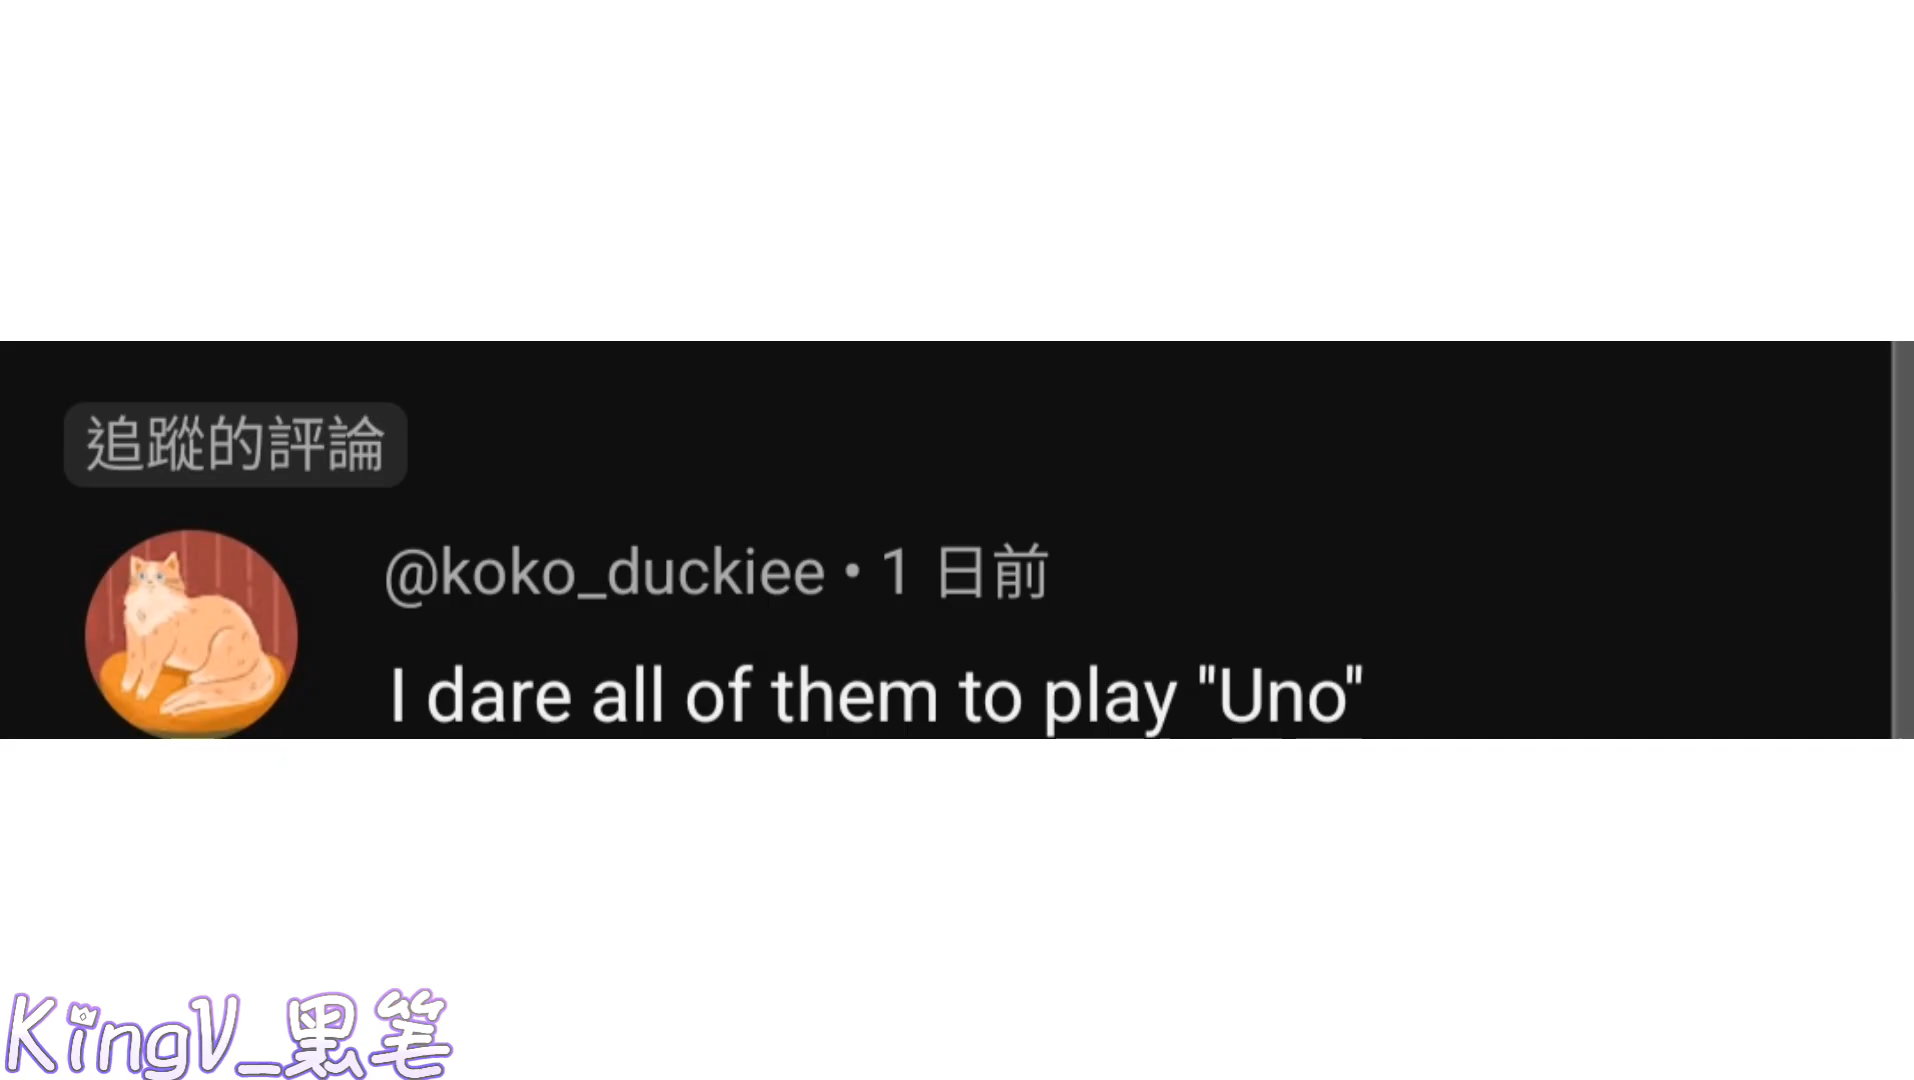 追蹤的評論
@koko_duckiee • 1 日前
I dare all of them to play "Uno"
KingV_黑笔